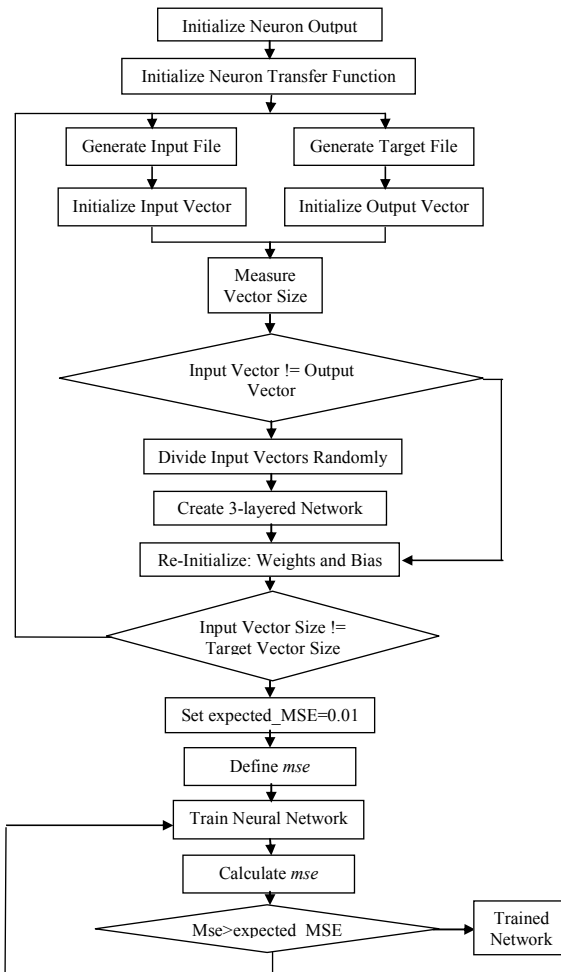 Initialize Neuron Output
Initialize Neuron Transfer Function
Generate Input File
Generate Target File
Initialize Input Vector
Initialize Output Vector
Measure
Vector Size
Input Vector != Output
Vector
Divide Input Vectors Randomly
Create 3-layered Network
Re-Initialize: Weights and Bias
Input Vector Size !=
Target Vector Size
Set expected_MSE=0.01
Define mse
Train Neural Network
Calculate mse
Mse>expected_MSE
Trained
Network